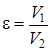 ε = V₁/V₂